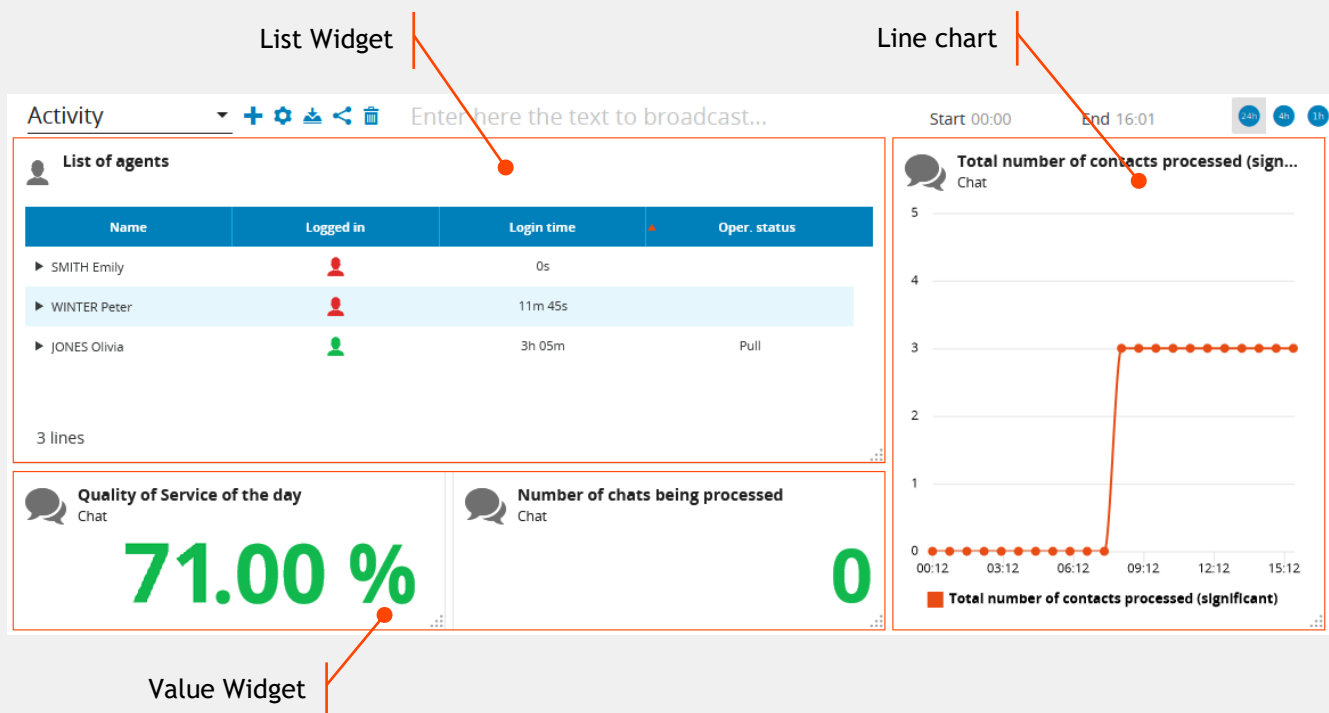 List Widget
Line chart
Activity
Enter here the text to broadcast...
Start 00:00
End 16:01
24h
4h
1h
List of agents
Name Logged in Login time Oper. status
SMITH Emily 0s
WINTER Peter 11m 45s
JONES Olivia 3h 05m Pull
3 lines
Total number of contacts processed (sign...
Chat
5
4
3
2
1
0
00:12 03:12 06:12 09:12 12:12 15:12
Total number of contacts processed (significant)
Quality of Service of the day
Chat
71.00 %
Number of chats being processed
Chat
0
Value Widget